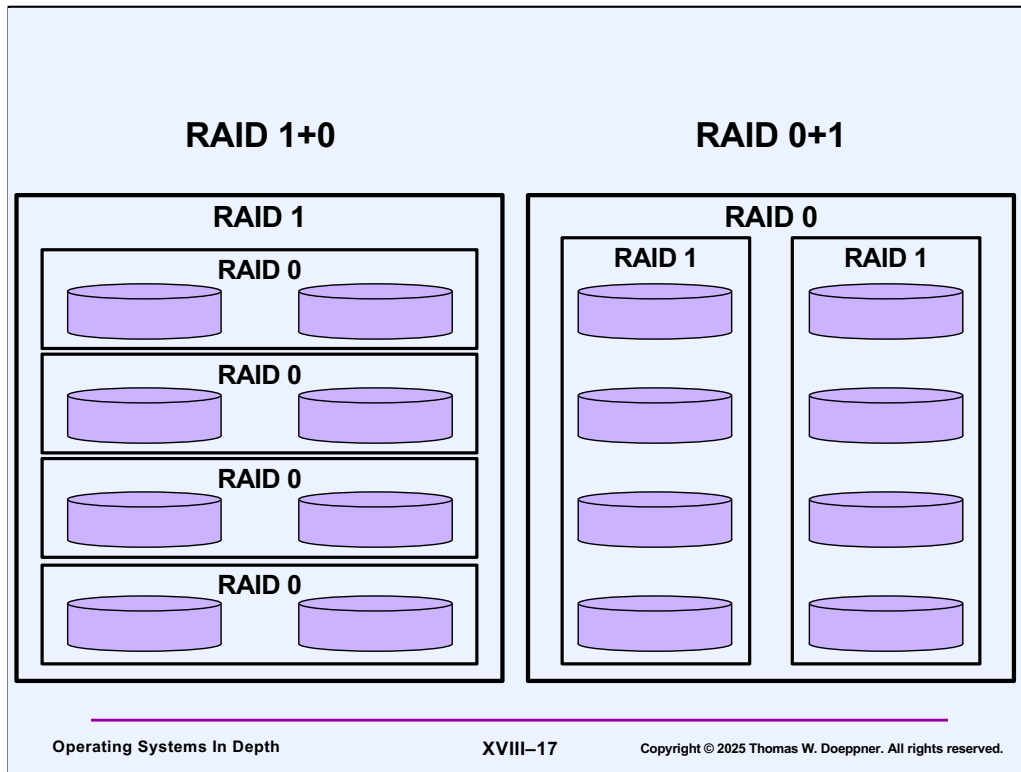 RAID 1+0
RAID 0+1
RAID 1
RAID 0
RAID 0
RAID 0
RAID 0
RAID 0
RAID 1
RAID 1
Operating Systems In Depth
XVIII–17
Copyright © 2025 Thomas W. Doeppner. All rights reserved.